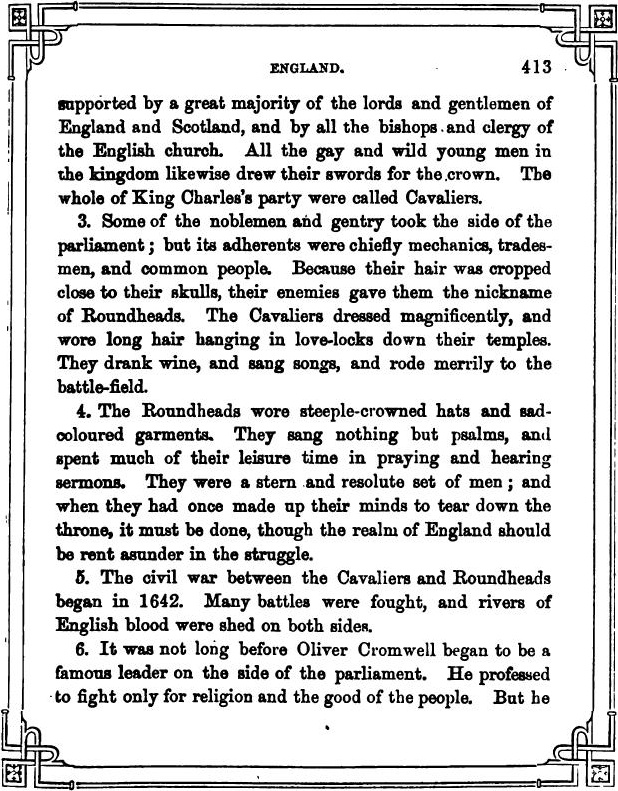 ENGLAND. 413
supported by a great majority of the lords and gentlemen of
England and Scotland, and by all the bishops and clergy of
the English church. All the gay and wild young men in
the kingdom likewise drew their swords for the crown. The
whole of King Charles's party were called Cavaliers.
3. Some of the noblemen and gentry took the side of the
parliament; but its adherents were chiefly mechanics, trades-
men, and common people. Because their hair was cropped
close to their skulls, their enemies gave them the nickname
of Roundheads. The Cavaliers dressed magnificently, and
wore long hair hanging in love-locks down their temples.
They drank wine, and sang songs, and rode merrily to the
battle-field.
4. The Roundheads wore steeple-crowned hats and sad-
coloured garments. They sang nothing but psalms, and
spent much of their leisure time in praying and hearing
sermons. They were a stern and resolute set of men; and
when they had once made up their minds to tear down the
throne, it must be done, though the realm of England should
be rent asunder in the struggle.
5. The civil war between the Cavaliers and Roundheads
began in 1642. Many battles were fought, and rivers of
English blood were shed on both sides.
6. It was not long before Oliver Cromwell began to be a
famous leader on the side of the parliament. He professed
to fight only for religion and the good of the people. But he